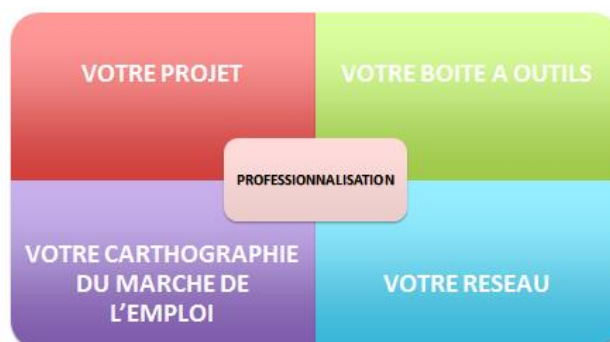 VOTRE PROJET
VOTRE BOITE A OUTILS
PROFESSIONNALISATION
VOTRE CARTHOGRAPHIE
DU MARCHE DE
L'EMPLOI
VOTRE RESEAU